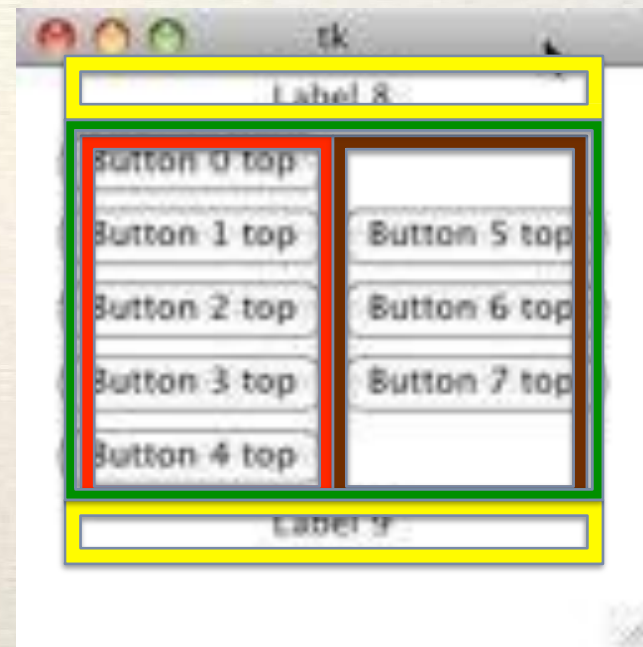 tk
Label 8
Button 0 top
Button 1 top
Button 5 top
Button 2 top
Button 6 top
Button 3 top
Button 7 top
Button 4 top
Label 9